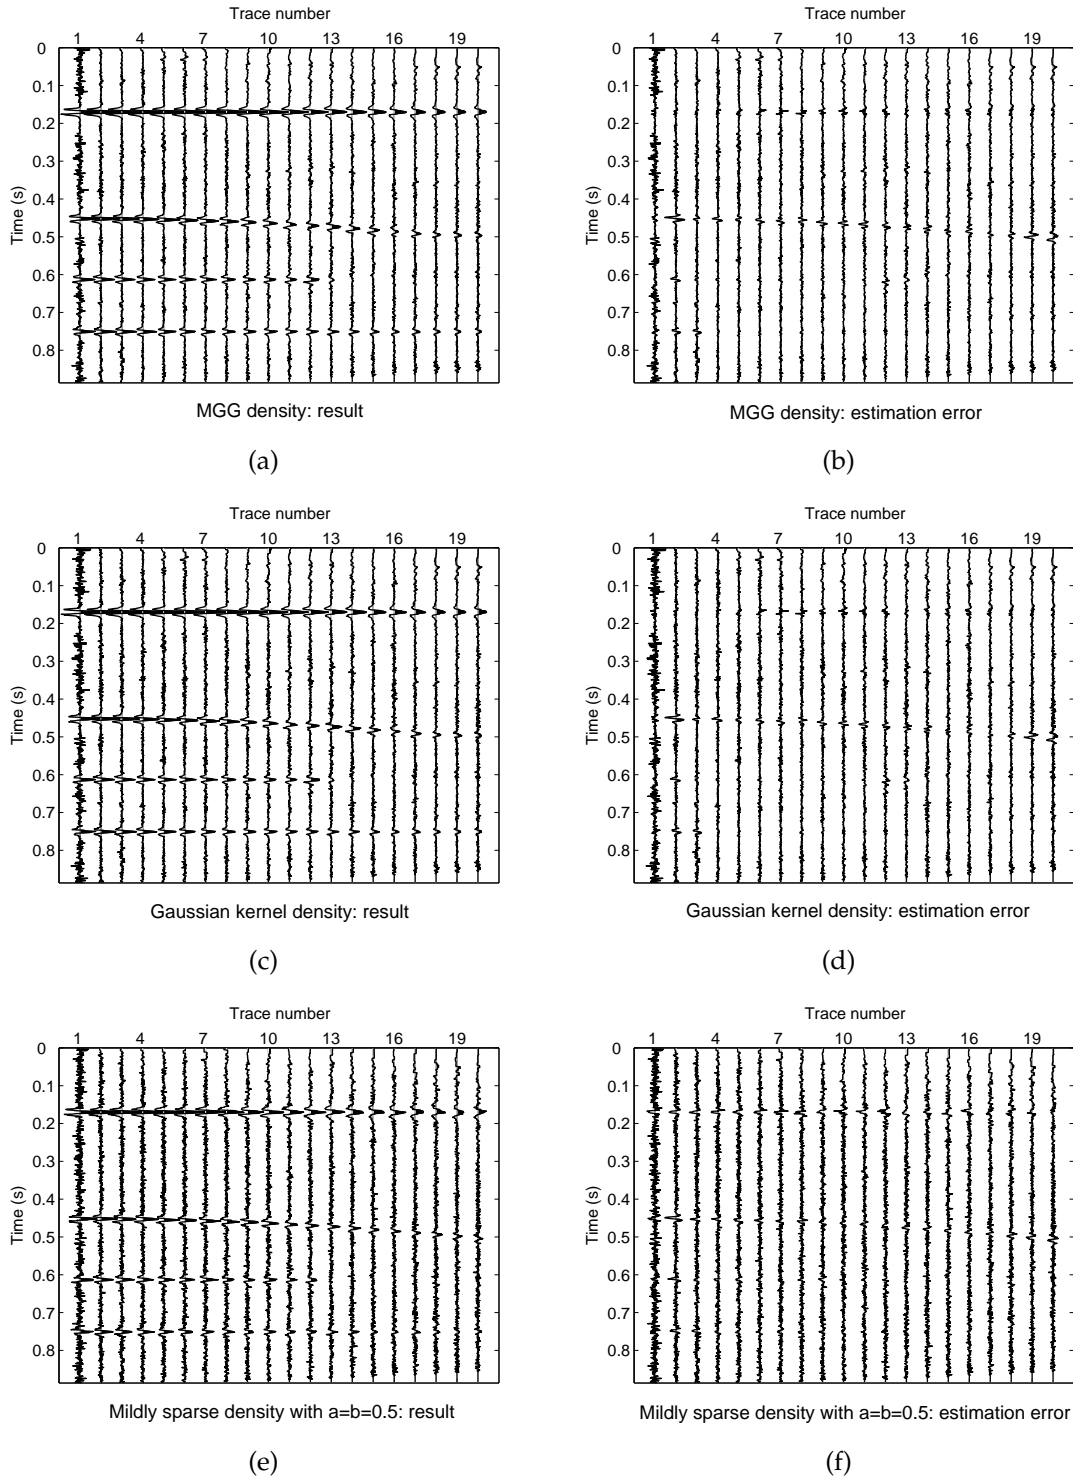 Trace number
1 4 7 10 13 16 19
0
0.1
0.2
0.3
0.4
0.5
0.6
0.7
0.8
Time (s)
MGG density: result
(a)
Trace number
1 4 7 10 13 16 19
0
0.1
0.2
0.3
0.4
0.5
0.6
0.7
0.8
Time (s)
MGG density: estimation error
(b)
Trace number
1 4 7 10 13 16 19
0
0.1
0.2
0.3
0.4
0.5
0.6
0.7
0.8
Time (s)
Gaussian kernel density: result
(c)
Trace number
1 4 7 10 13 16 19
0
0.1
0.2
0.3
0.4
0.5
0.6
0.7
0.8
Time (s)
Gaussian kernel density: estimation error
(d)
Trace number
1 4 7 10 13 16 19
0
0.1
0.2
0.3
0.4
0.5
0.6
0.7
0.8
Time (s)
Mildly sparse density with a=b=0.5: result
(e)
Trace number
1 4 7 10 13 16 19
0
0.1
0.2
0.3
0.4
0.5
0.6
0.7
0.8
Time (s)
Mildly sparse density with a=b=0.5: estimation error
(f)